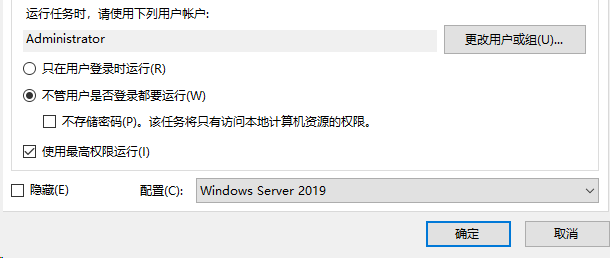 运行任务时，请使用下列用户帐户:
Administrator
更改用户或组(U)...
只在用户登录时运行(R)
不管用户是否登录都要运行(W)
不存储密码(P)。该任务将只有访问本地计算机资源的权限。
使用最高权限运行(I)
隐藏(E)
配置(C):
Windows Server 2019
确定
取消